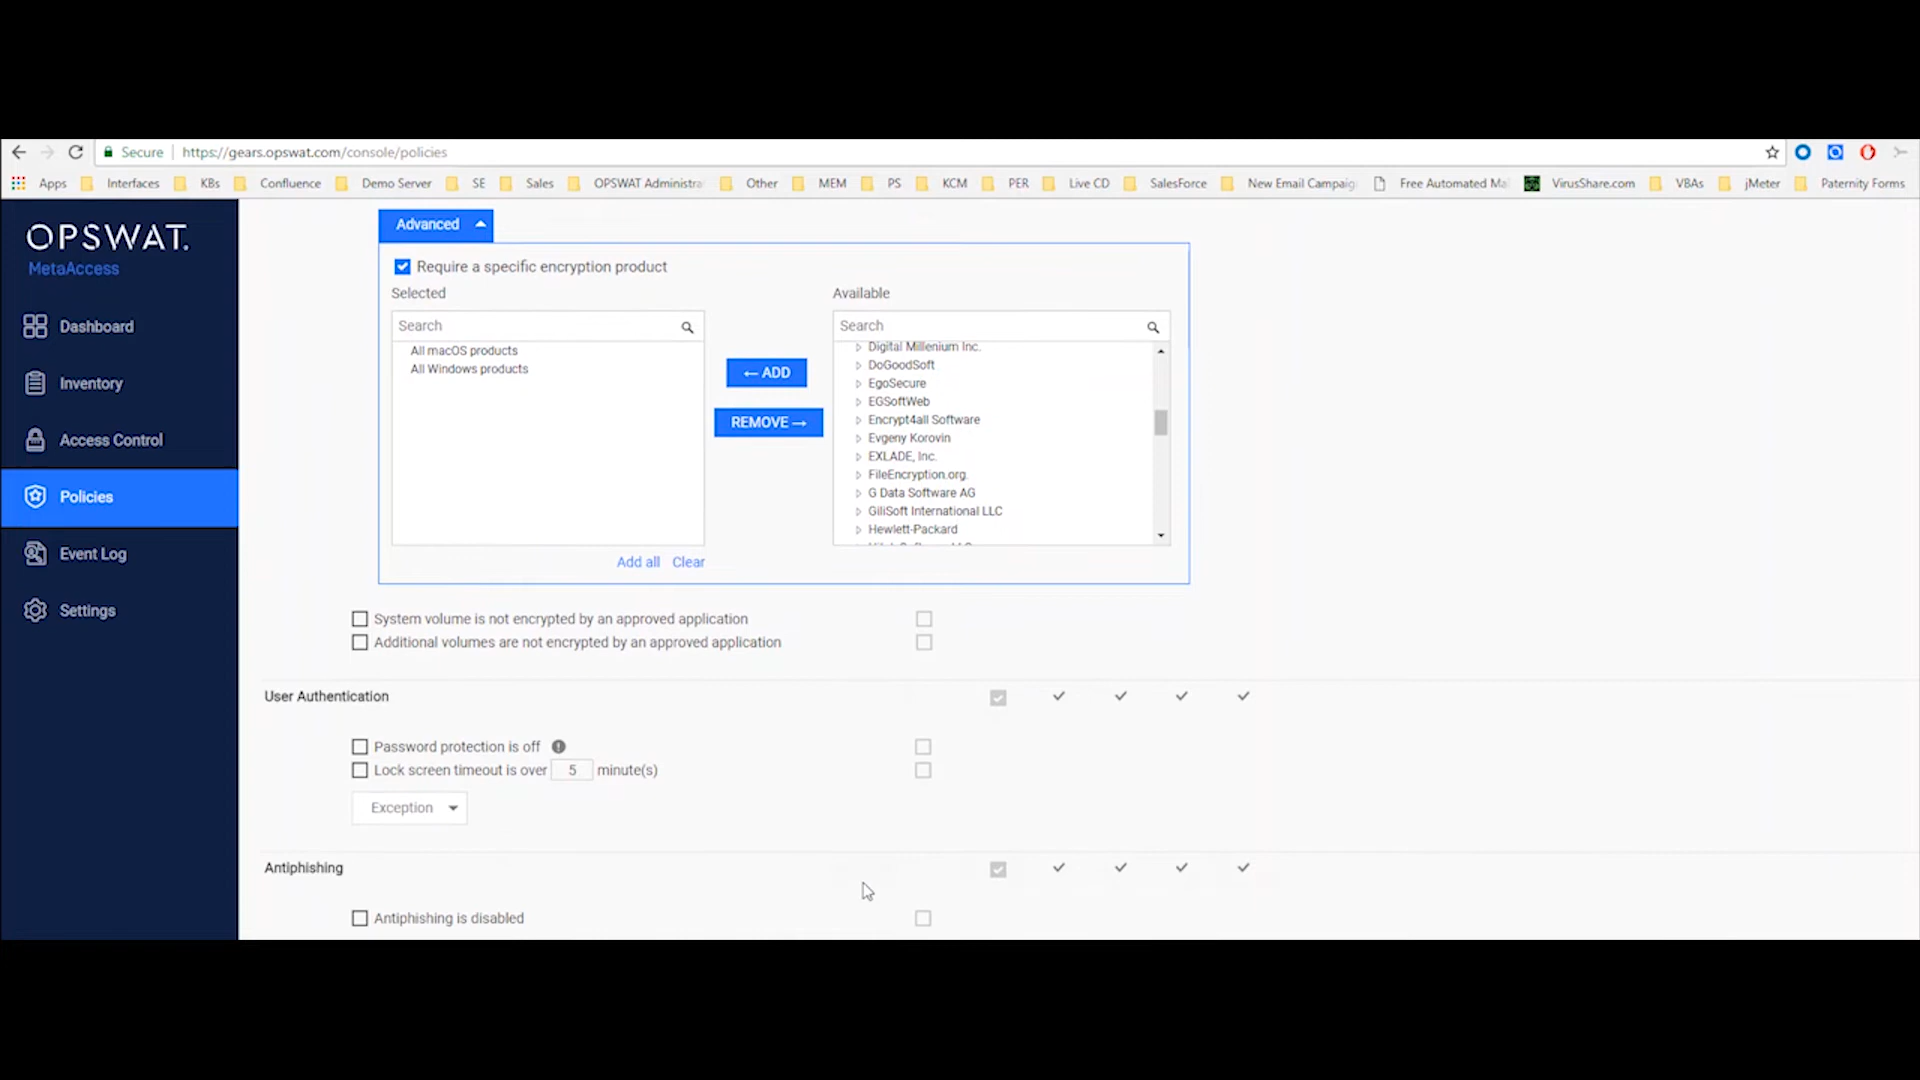 Secure https://gears.opswat.com/console/policies
Apps Interfaces KBs Confluence Demo Server SE Sales OPSWAT Administra Other MEM PS KCM PER Live CD SalesForce New Email Campaig Free Automated Ma VirusShare.com VBAs jMeter Paternity Forms
OPSWAT.
MetaAccess
Dashboard
Inventory
Access Control
Policies
Event Log
Settings
Advanced
Require a specific encryption product
Selected
Search
All macOS products
All Windows products
← ADD
REMOVE →
Available
Search
Digital Millenium Inc.
DoGoodSoft
EgoSecure
EGSoftWeb
Encrypt4all Software
Evgeny Korovin
EXLADE, Inc.
FileEncryption.org.
G Data Software AG
GiliSoft International LLC
Hewlett-Packard
Add all Clear
System volume is not encrypted by an approved application
Additional volumes are not encrypted by an approved application
User Authentication
Password protection is off
Lock screen timeout is over 5 minute(s)
Exception
Antiphishing
Antiphishing is disabled